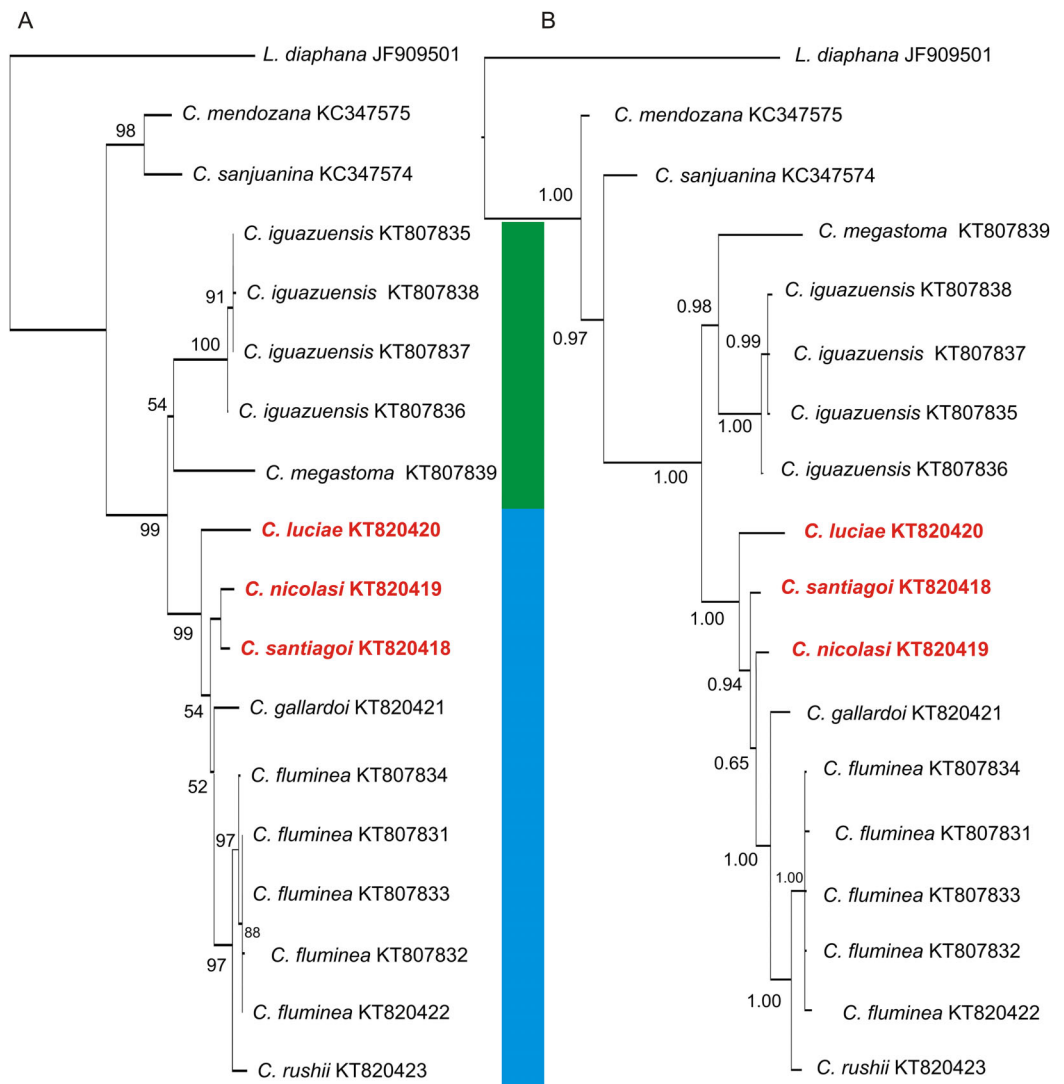 A
L. diaphana JF909501
C. mendozana KC347575
98
C. sanjuanina KC347574
C. iguazuensis KT807835
91
C. iguazuensis KT807838
100
C. iguazuensis KT807837
54
C. iguazuensis KT807836
C. megastoma KT807839
99
C. luciae KT820420
C. nicolasi KT820419
99
C. santiagoi KT820418
54
C. gallardoi KT820421
52
C. fluminea KT807834
97
C. fluminea KT807831
C. fluminea KT807833
88
97
C. fluminea KT807832
C. fluminea KT820422
C. rushii KT820423
B
L. diaphana JF909501
C. mendozana KC347575
1.00
C. sanjuanina KC347574
C. megastoma KT807839
0.98
C. iguazuensis KT807838
0.97
0.99
C. iguazuensis KT807837
C. iguazuensis KT807835
1.00
C. iguazuensis KT807836
1.00
C. luciae KT820420
C. santiagoi KT820418
1.00
C. nicolasi KT820419
0.94
C. gallardoi KT820421
0.65
C. fluminea KT807834
C. fluminea KT807831
1.00
1.00
C. fluminea KT807833
C. fluminea KT807832
1.00
C. fluminea KT820422
C. rushii KT820423